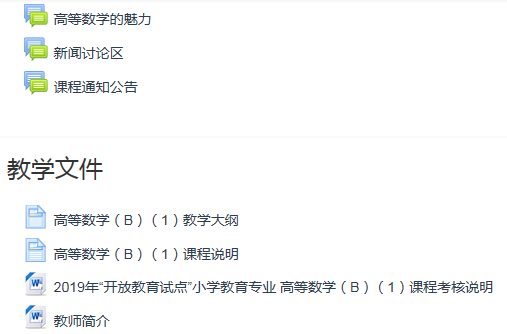 高等数学的魅力
新闻讨论区
课程通知公告
教学文件
高等数学（B）（1）教学大纲
高等数学（B）（1）课程说明
2019年“开放教育试点”小学教育专业 高等数学（B）（1）课程考核说明
教师简介